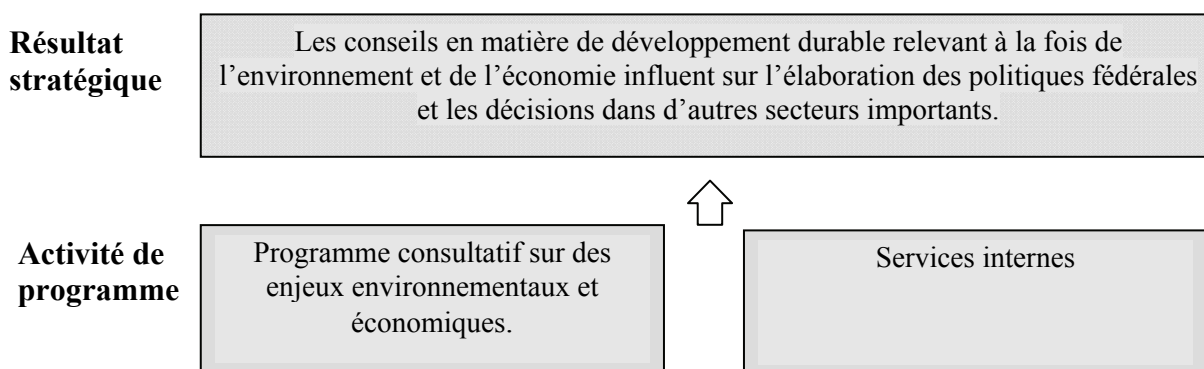 Résultat
stratégique
Les conseils en matière de développement durable relevant à la fois de
l’environnement et de l’économie influent sur l’élaboration des politiques fédérales
et les décisions dans d’autres secteurs importants.
Activité de
programme
Programme consultatif sur des
enjeux environnementaux et
économiques.
Services internes